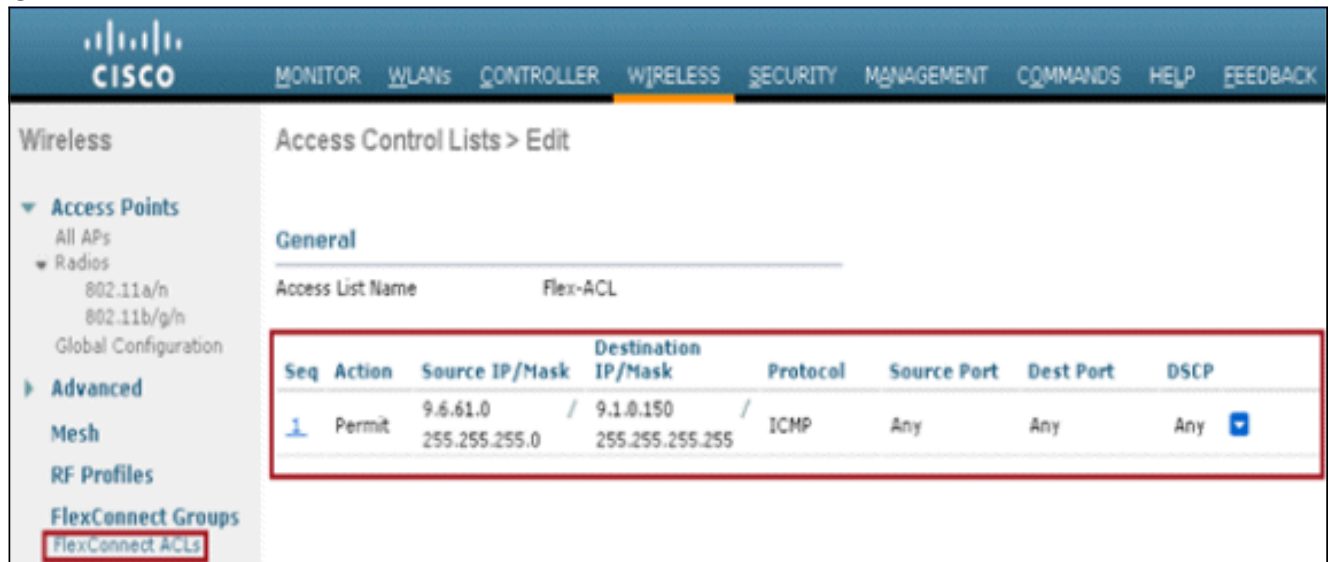 CISCO
MONITOR WLANs CONTROLLER WIRELESS SECURITY MANAGEMENT COMMANDS HELP FEEDBACK
Wireless
Access Points
All APs
Radios
802.11a/n
802.11b/g/n
Global Configuration
Advanced
Mesh
RF Profiles
FlexConnect Groups
FlexConnect ACLs
Access Control Lists > Edit
General
Access List Name Flex-ACL
Seq Action Source IP/Mask Destination IP/Mask Protocol Source Port Dest Port DSCP
1 Permit 9.6.61.0 / 9.1.0.150 / ICMP Any Any Any
255.255.255.0 255.255.255.255